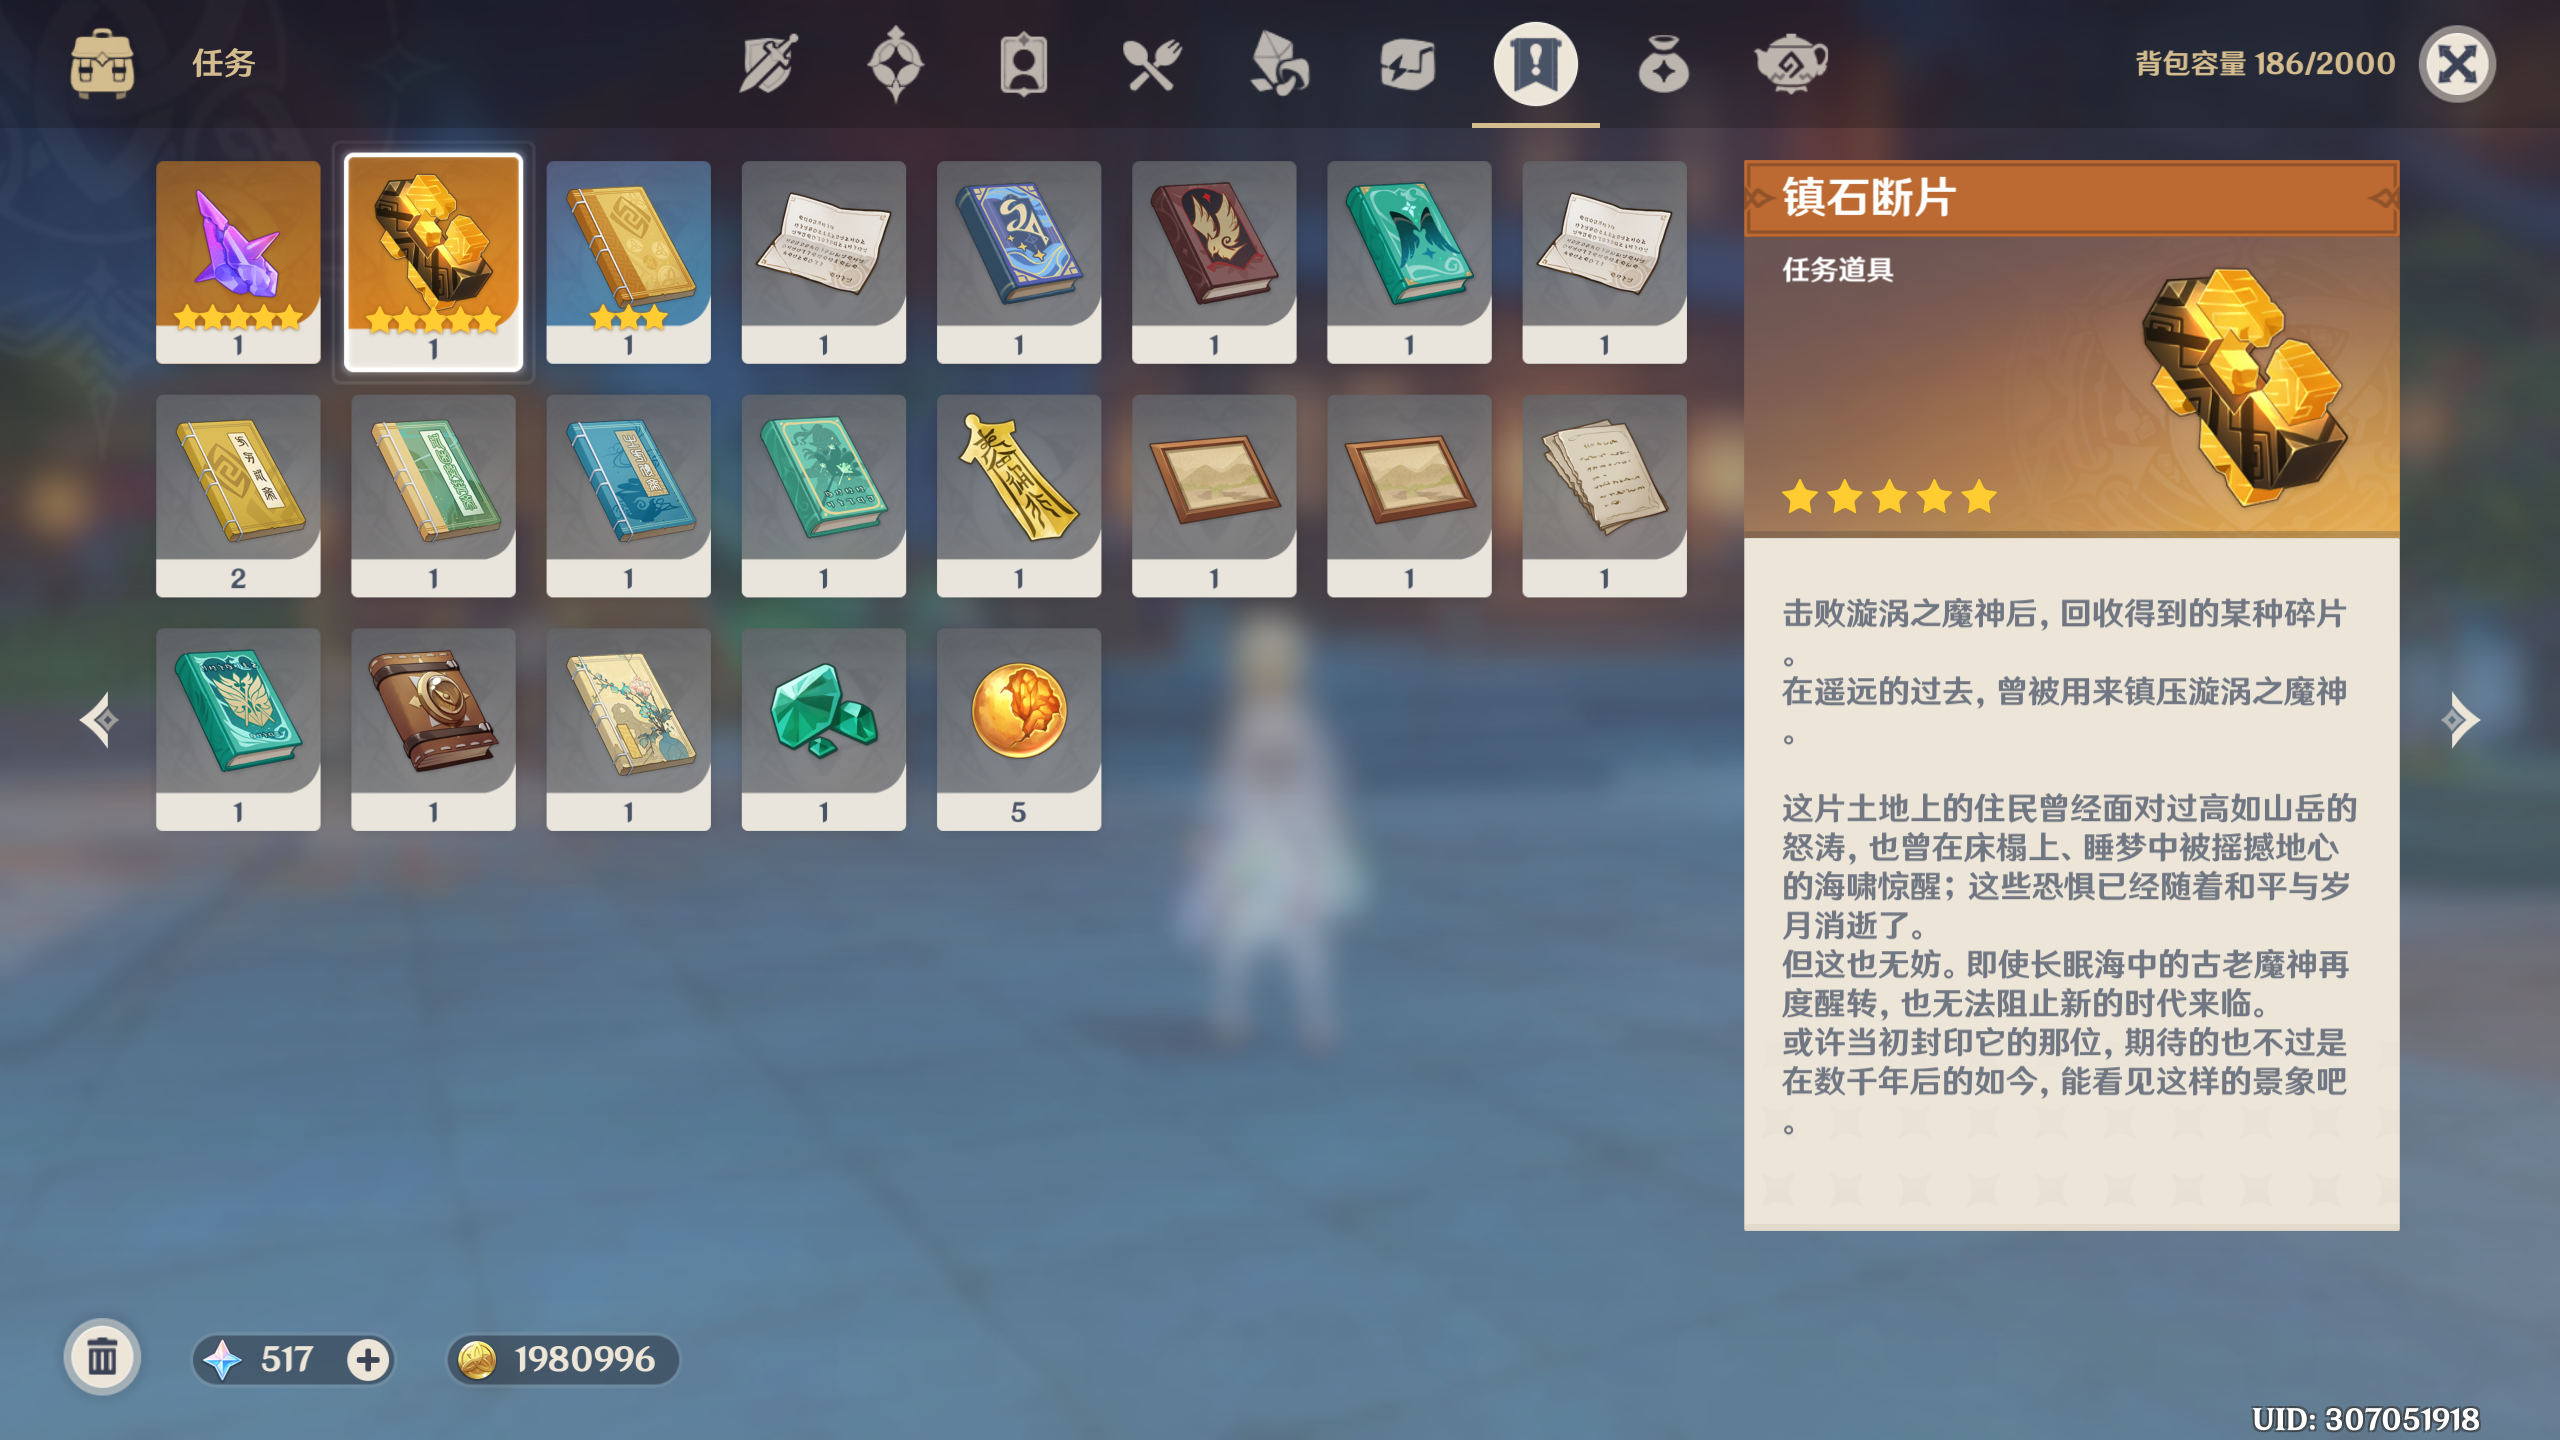 任务
背包容量 186/2000
1
1
1
1
1
1
1
1
2
1
1
1
1
1
1
1
1
1
1
1
5
镇石断片
任务道具
击败漩涡之魔神后,回收得到的某种碎片
。
在遥远的过去,曾被用来镇压漩涡之魔神
。
这片土地上的住民曾经面对过高如山岳的
怒涛,也曾在床榻上、睡梦中被摇撼地心
的海啸惊醒;这些恐惧已经随着和平与岁
月消逝了。
但这也无妨。即使长眠海中的古老魔神再
度醒转,也无法阻止新的时代来临。
或许当初封印它的那位,期待的也不过是
在数千年后的如今,能看见这样的景象吧
。
517
1980996
UID: 307051918